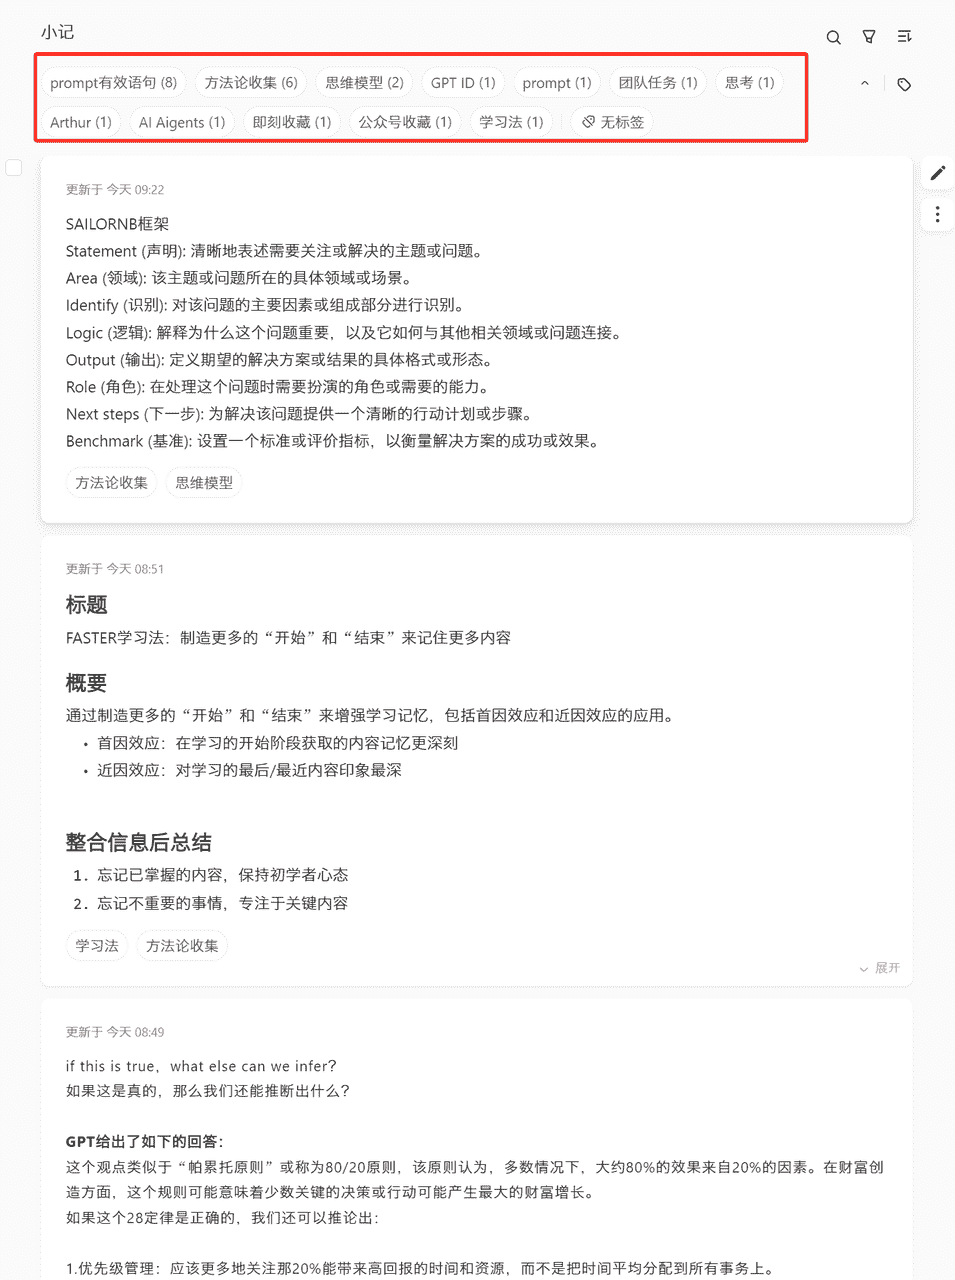 小记
prompt有效语句 (8) 方法论收集 (6) 思维模型 (2) GPT ID (1) prompt (1) 团队任务 (1) 思考 (1)
Arthur (1) AI Aigents (1) 即刻收藏 (1) 公众号收藏 (1) 学习法 (1) 无标签
更新于 今天 09:22
SAILORNB框架
Statement (声明): 清晰地表述需要关注或解决的主题或问题。
Area (领域): 该主题或问题所在的具体领域或场景。
Identify (识别): 对该问题的主要因素或组成部分进行识别。
Logic (逻辑): 解释为什么这个问题重要，以及它如何与其他相关领域或问题连接。
Output (输出): 定义期望的解决方案或结果的具体格式或形态。
Role (角色): 在处理这个问题时需要扮演的角色或需要的能力。
Next steps (下一步): 为解决该问题提供一个清晰的行动计划或步骤。
Benchmark (基准): 设置一个标准或评价指标，以衡量解决方案的成功或效果。
方法论收集 思维模型
更新于 今天 08:51
标题
FASTER学习法：制造更多的“开始”和“结束”来记住更多内容
概要
通过制造更多的“开始”和“结束”来增强学习记忆，包括首因效应和近因效应的应用。
• 首因效应：在学习的开始阶段获取的内容记忆更深刻
• 近因效应：对学习的最后/最近内容印象最深
整合信息后总结
1. 忘记已掌握的内容，保持初学者心态
2. 忘记不重要的事情，专注于关键内容
学习法 方法论收集
展开
更新于 今天 08:49
if this is true，what else can we infer?
如果这是真的，那么我们还能推断出什么？
GPT给出了如下的回答：
这个观点类似于“帕累托原则”或称为80/20原则，该原则认为，多数情况下，大约80%的效果来自20%的因素。在财富创
造方面，这个规则可能意味着少数关键的决策或行动可能产生最大的财富增长。
如果这个28定律是正确的，我们还可以推论出：
1.优先级管理：应该更多地关注那20%能带来高回报的时间和资源，而不是把时间平均分配到所有事务上。